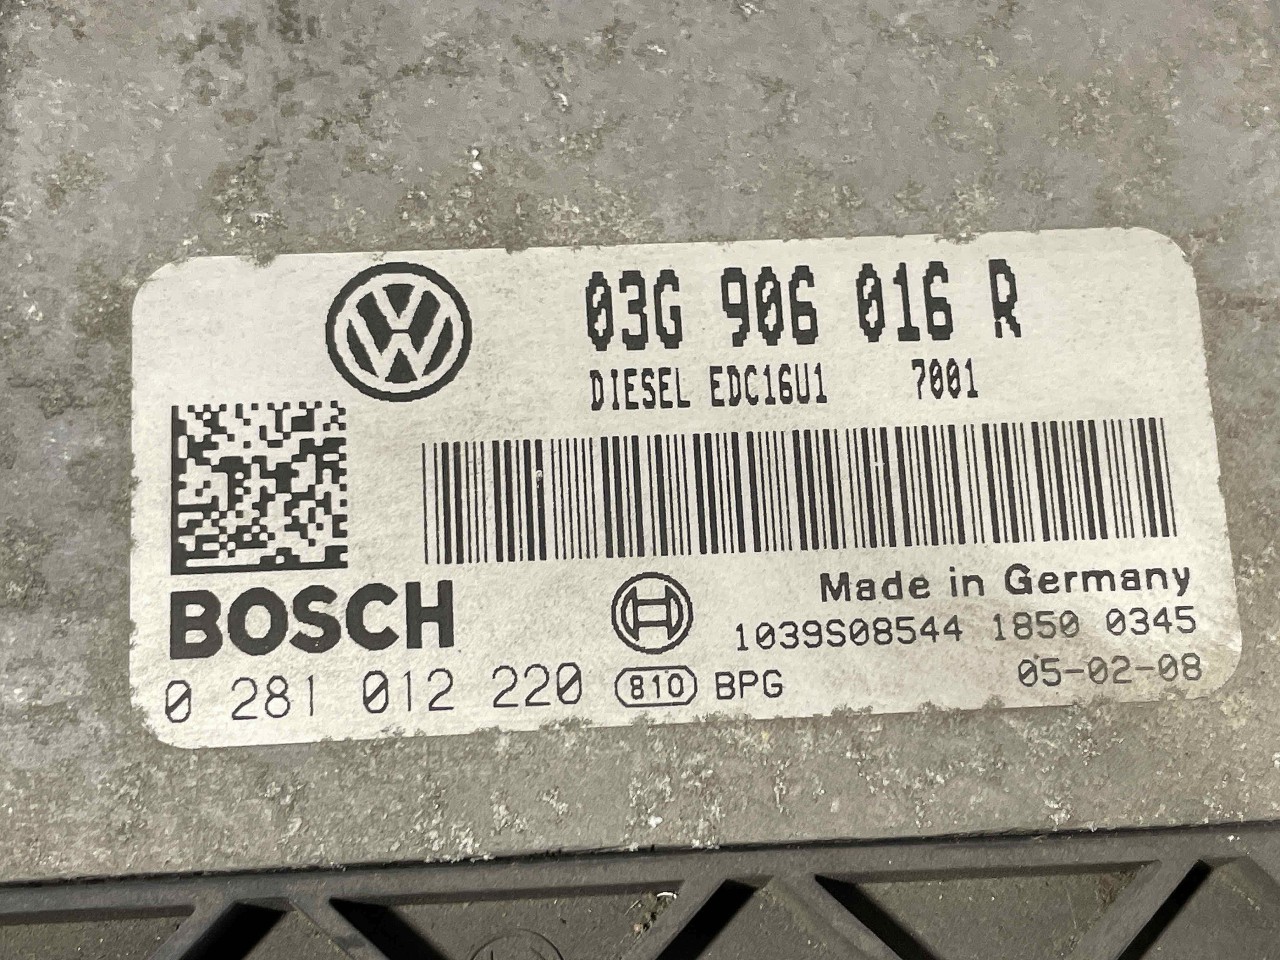 03G 906 016 R
DIESEL EDC16U1 7001
Made in Germany
BOSCH
1039S08544 1850 0345
0 281 012 220 810 BPG 05-02-08